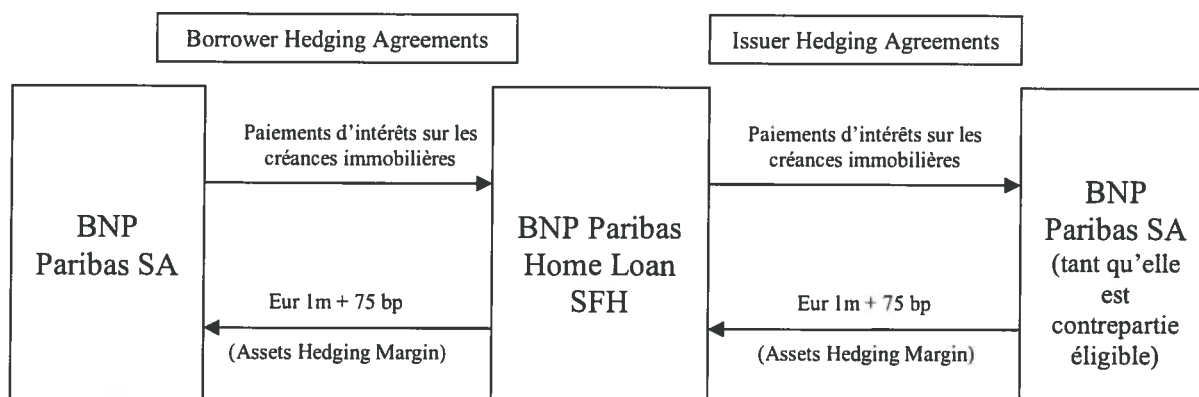 Borrower Hedging Agreements
Issuer Hedging Agreements
BNP
Paribas SA
Paiements d'intérêts sur les
créances immobilières
Eur 1m + 75 bp
(Assets Hedging Margin)
BNP Paribas
Home Loan
SFH
Paiements d'intérêts sur les
créances immobilières
Eur 1m + 75 bp
(Assets Hedging Margin)
BNP
Paribas SA
(tant qu'elle
est
contrepartie
éligible)